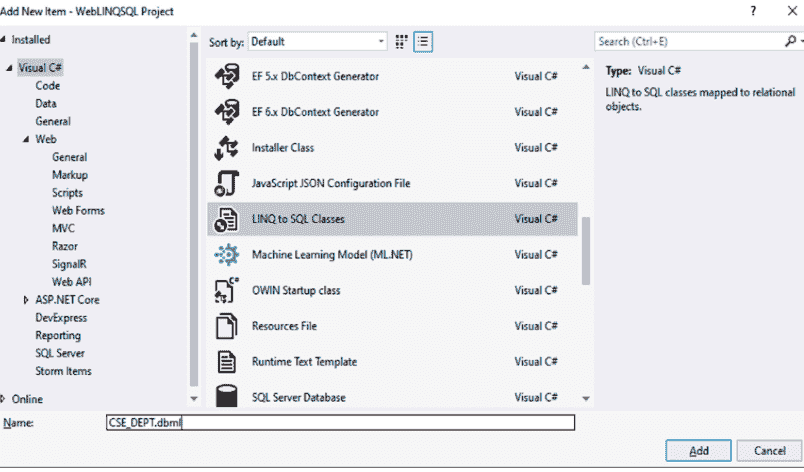 Add New Item - WebLINQSQL Project
?
Installed
Visual C#
Code
Data
General
Web
General
Markup
Scripts
Web Forms
MVC
Razor
SignalR
Web API
ASP.NET Core
DevExpress
Reporting
SQL Server
Storm Items
Online
Sort by: Default
EF 5.x DbContext Generator Visual C#
EF 6.x DbContext Generator Visual C#
Installer Class Visual C#
JavaScript JSON Configuration File Visual C#
LINQ to SQL Classes Visual C#
Machine Learning Model (ML.NET) Visual C#
OWIN Startup class Visual C#
Resources File Visual C#
Runtime Text Template Visual C#
SQL Server Database Visual C#
Search (Ctrl+E)
Type: Visual C#
LINQ to SQL classes mapped to relational
objects.
Name: CSE_DEPT.dbml
Add Cancel